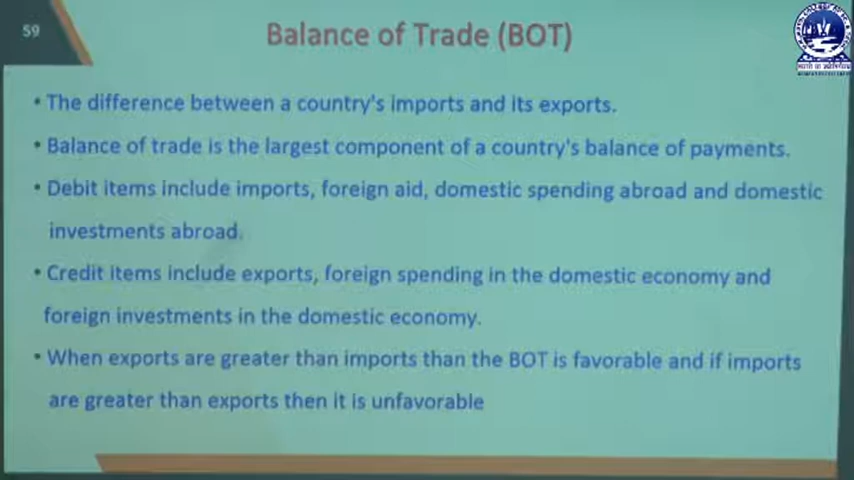 59
Balance of Trade (BOT)
• The difference between a country's imports and its exports.
• Balance of trade is the largest component of a country's balance of payments.
• Debit items include imports, foreign aid, domestic spending abroad and domestic
investments abroad.
• Credit items include exports, foreign spending in the domestic economy and
foreign investments in the domestic economy.
• When exports are greater than imports than the BOT is favorable and if imports
are greater than exports then it is unfavorable